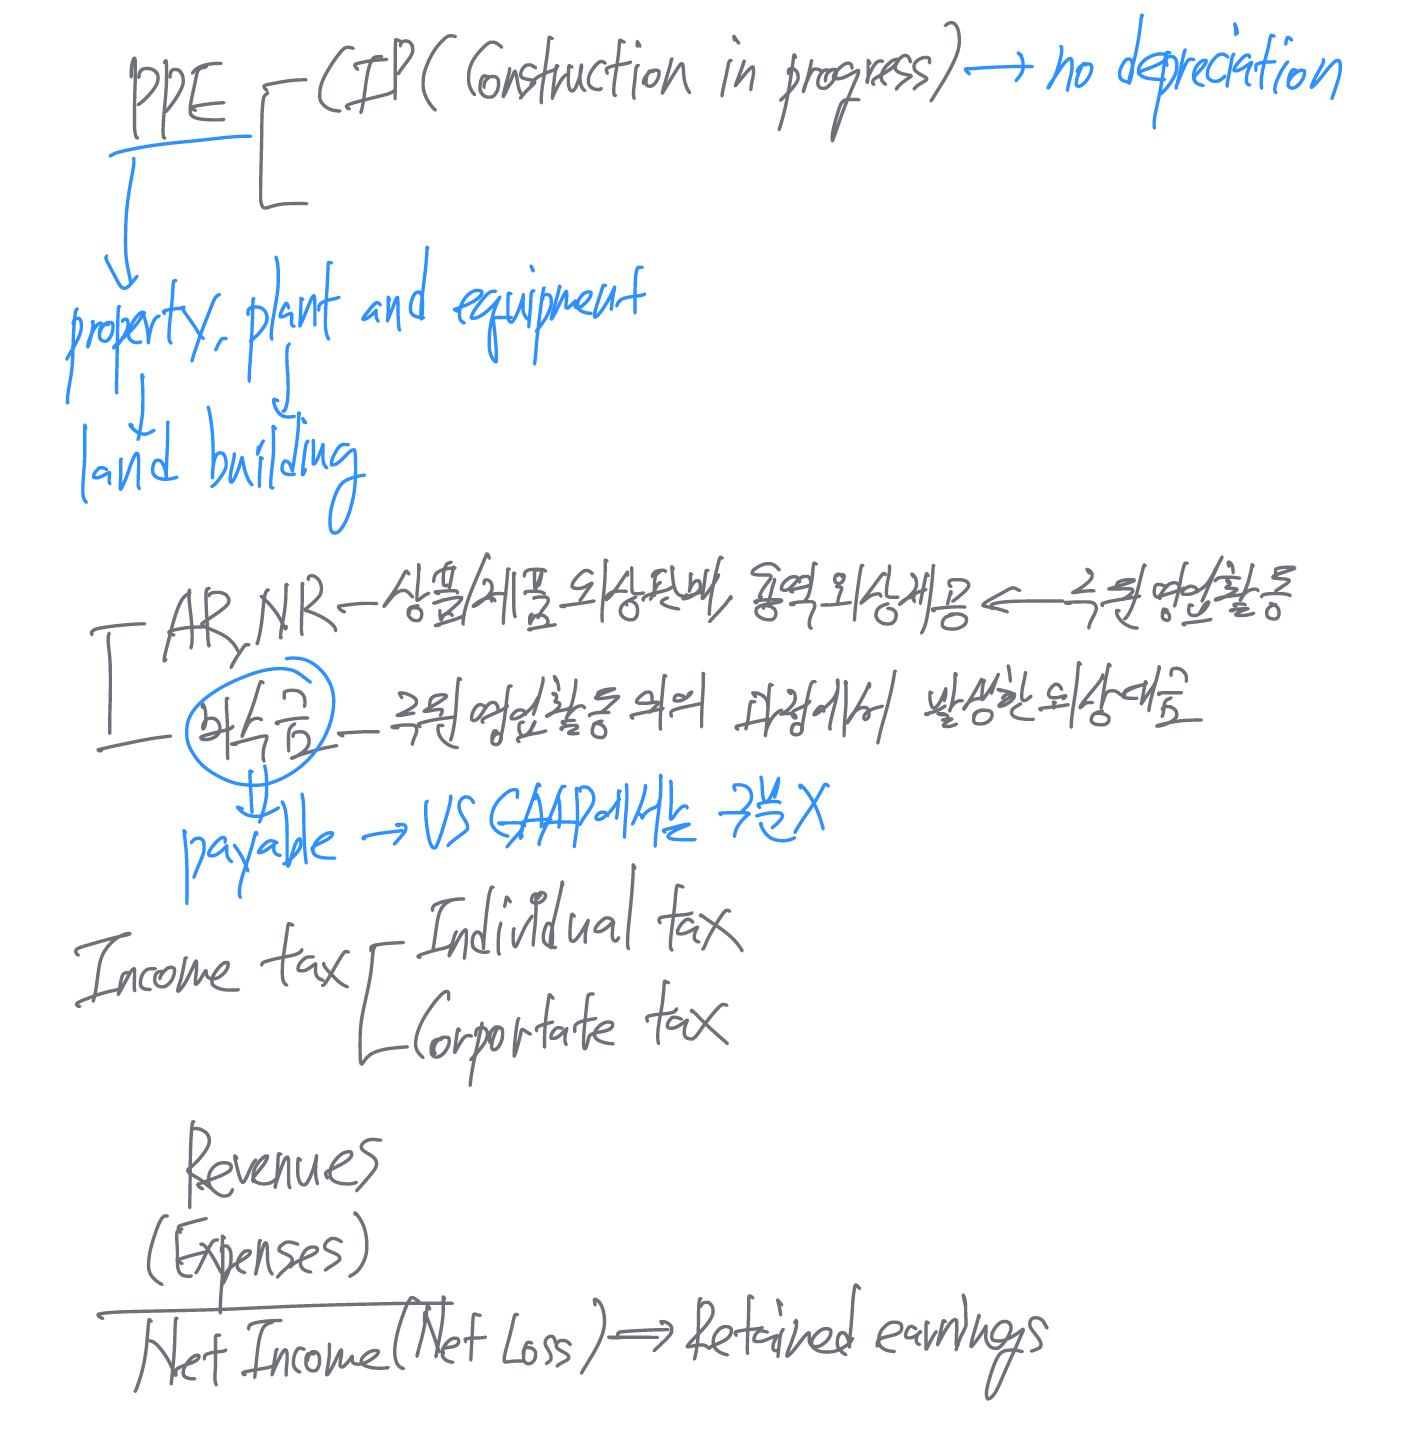 PPE CIP(Construction in progress) → no depreciation
property, plant and equipment
land building
AR, NR - 상품/제품 외상판매, 용역외상제공 ← 주된 영업활동
미수금 - 주된 영업활동 외의 과정에서 발생한 외상대금
payable → US GAAP에서는 구분X
Income tax Individual tax
Corportate tax
Revenues
(Expenses)
Net Income (Net Loss) ⇒ Retained earnings